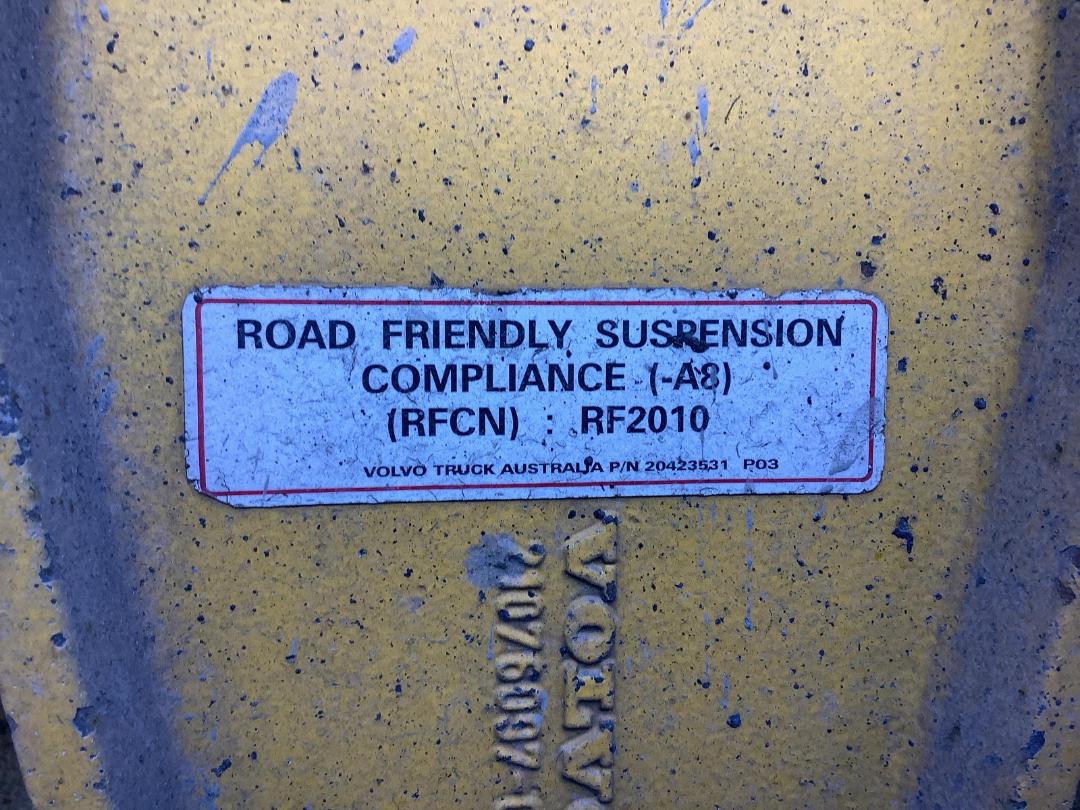 ROAD FRIENDLY SUSPENSION
COMPLIANCE (-A8)
(RFCN) : RF2010
VOLVO TRUCK AUSTRALIA P/N 20423531 P03
VOLVO